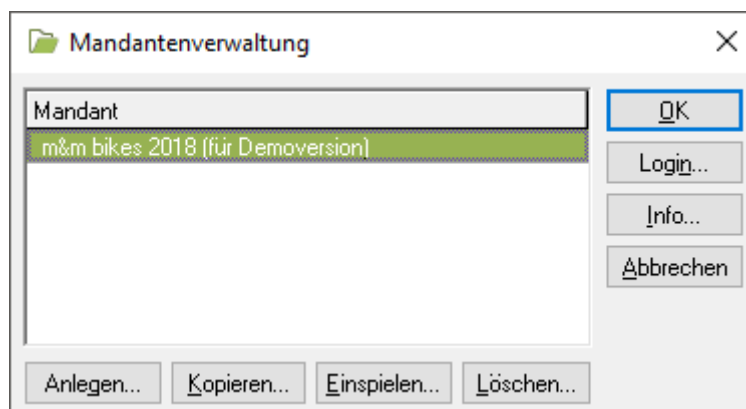 Mandantenverwaltung
Mandant
m&m bikes 2018 (für Demoversion)
OK
Login...
Info...
Abbrechen
Anlegen...
Kopieren...
Einspielen...
Löschen...